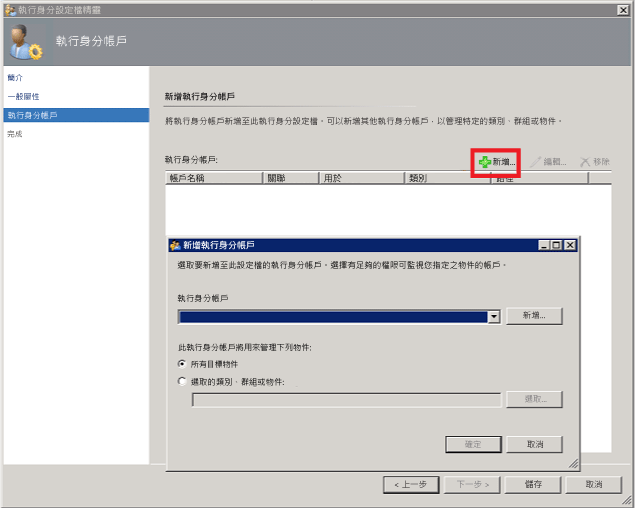 執行身分設定檔精靈
執行身分帳戶
簡介
一般屬性
執行身分帳戶
完成
新增執行身分帳戶
將執行身分帳戶新增至此執行身分設定檔。可以新增其他執行身分帳戶，以管理特定的類別、群組或物件。
執行身分帳戶:
新增...
編輯...
移除
帳戶名稱 關聯 用於 類別 路徑
新增執行身分帳戶
選取要新增至此設定檔的執行身分帳戶。選擇有足夠的權限可監視您指定之物件的帳戶。
執行身分帳戶
新增...
此執行身分帳戶將用來管理下列物件:
所有目標物件
選取的類別、群組或物件:
選取...
確定 取消
< 上一步 下一步 > 儲存 取消